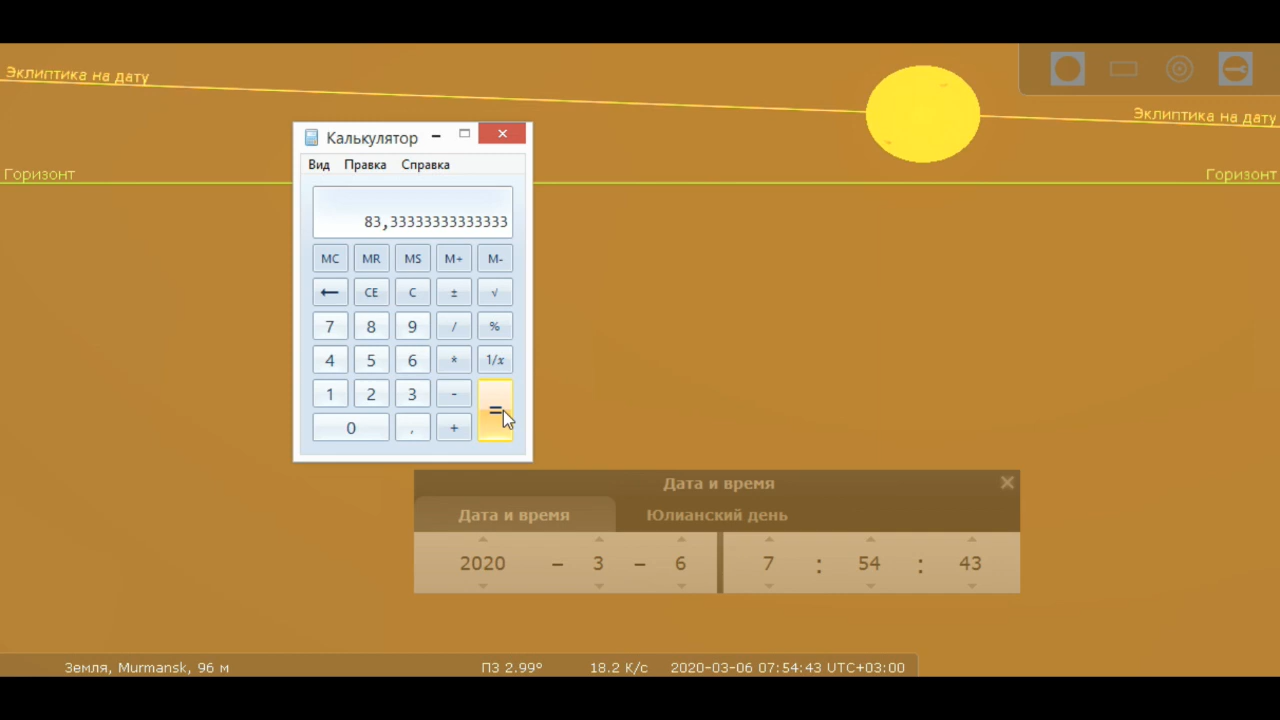 Эклиптика на дату
Эклиптика на дату
Калькулятор
Вид Правка Справка
Горизонт
Горизонт
83,33333333333333
MC MR MS M+ M-
← CE C ± √
7 8 9 / %
4 5 6 * 1/x
1 2 3 - =
0 , +
Дата и время
Дата и время Юлианский день
2020 – 3 – 6 7 : 54 : 43
Земля, Murmansk, 96 м ПЗ 2.99° 18.2 К/с 2020-03-06 07:54:43 UTC+03:00